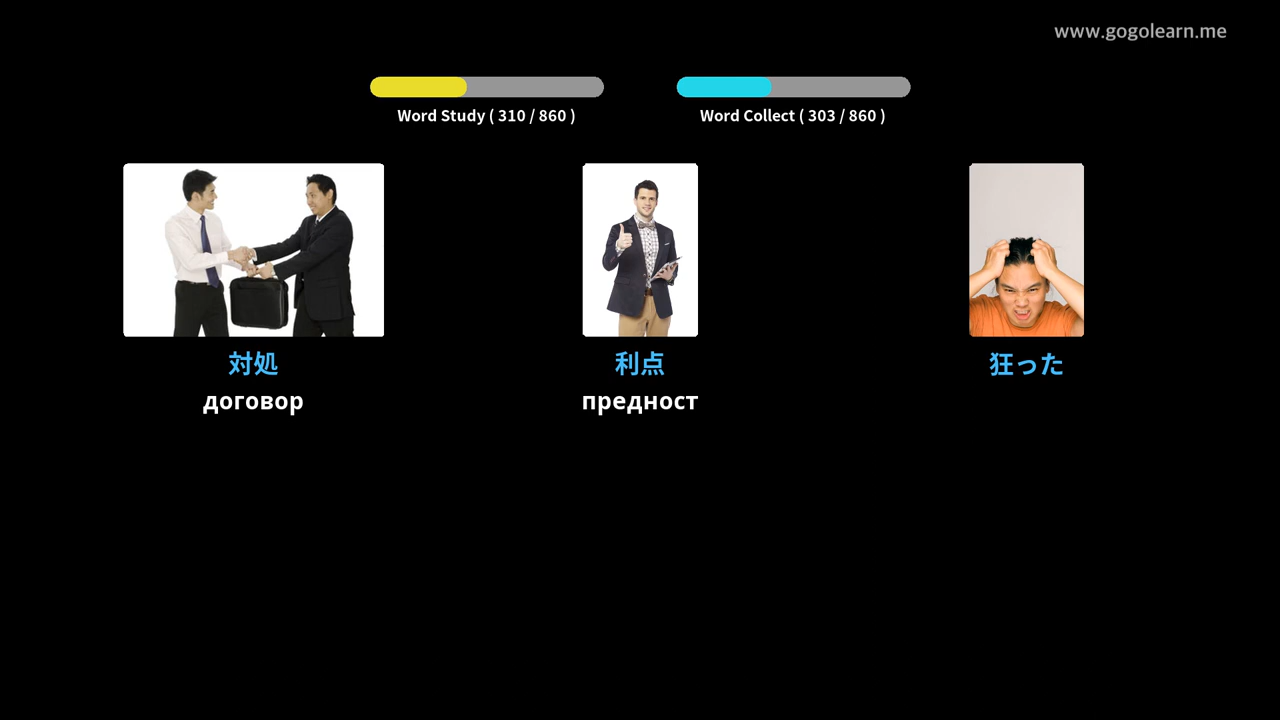 www.gogolearn.me
Word Study ( 310 / 860 )
Word Collect ( 303 / 860 )
対処
利点
狂った
договор
предност